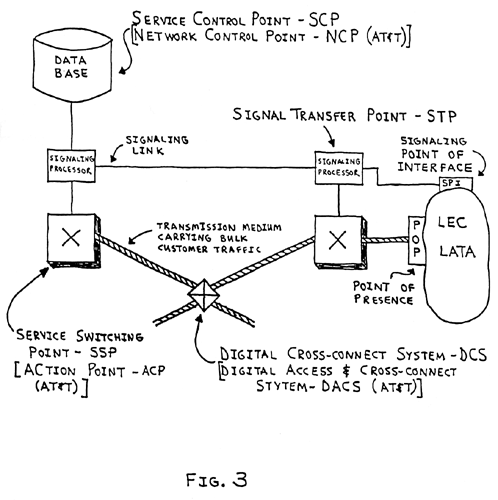 SERVICE CONTROL POINT - SCP
[NETWORK CONTROL POINT - NCP (AT&T)]
DATA
BASE
SIGNAL TRANSFER POINT - STP
SIGNALING
LINK
SIGNALING
POINT OF
INTERFACE
SIGNALING
PROCESSOR
SIGNALING
PROCESSOR
SPI
X
TRANSMISSION MEDIUM
CARRYING BULK
CUSTOMER TRAFFIC
X
POP
LEC
LATA
POINT OF
PRESENCE
SERVICE SWITCHING
POINT - SSP
[ACTION POINT - ACP
(AT&T)]
DIGITAL CROSS-CONNECT SYSTEM - DCS
[DIGITAL ACCESS & CROSS-CONNECT
STYTEM - DACS (AT&T)]
FIG. 3